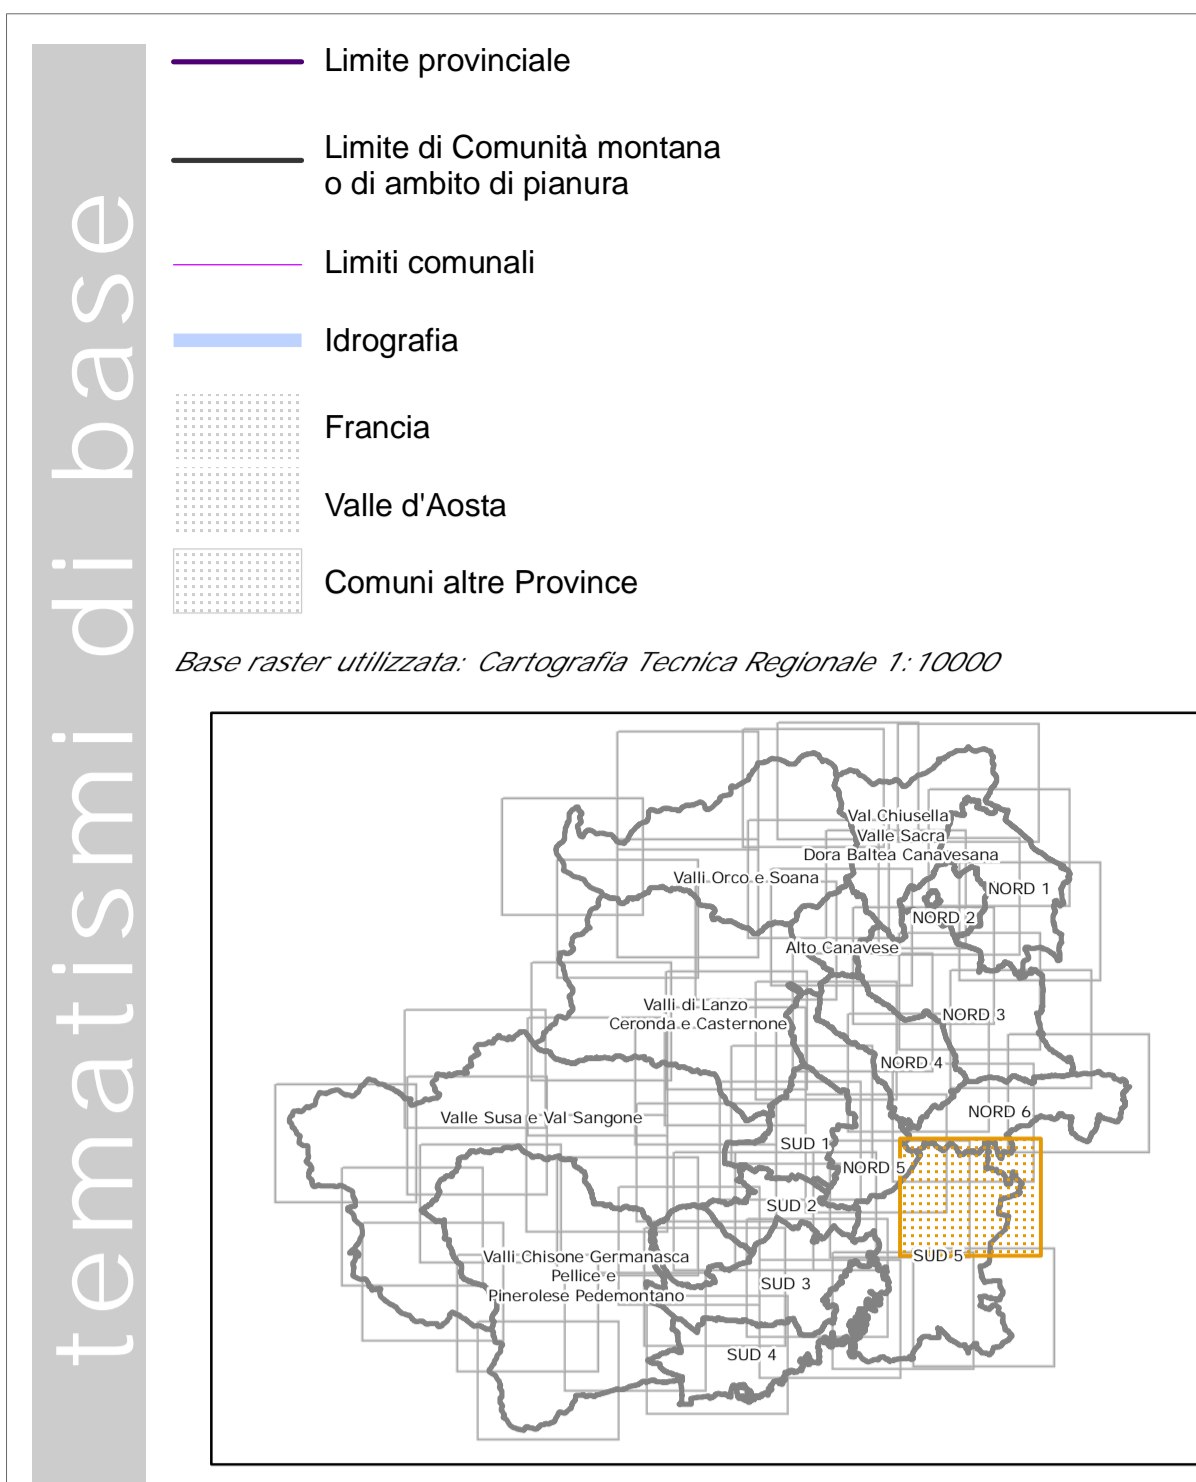 tematismi di base
Limite provinciale
Limite di Comunità montana
o di ambito di pianura
Limiti comunali
Idrografia
Francia
Valle d'Aosta
Comuni altre Province
Base raster utilizzata: Cartografia Tecnica Regionale 1:10000
Val Chiusella
Valle Sacra
Dora Baltea Canavesana
Valli Orco e Soana
NORD 1
NORD 2
Alto Canavese
Valli di Lanzo
Ceronda e Casternone
NORD 3
NORD 4
NORD 6
Valle Susa e Val Sangone
SUD 1
NORD 5
SUD 2
Valli Chisone Germanasca
Pellice e
Pinerolese Pedemontano
SUD 5
SUD 3
SUD 4